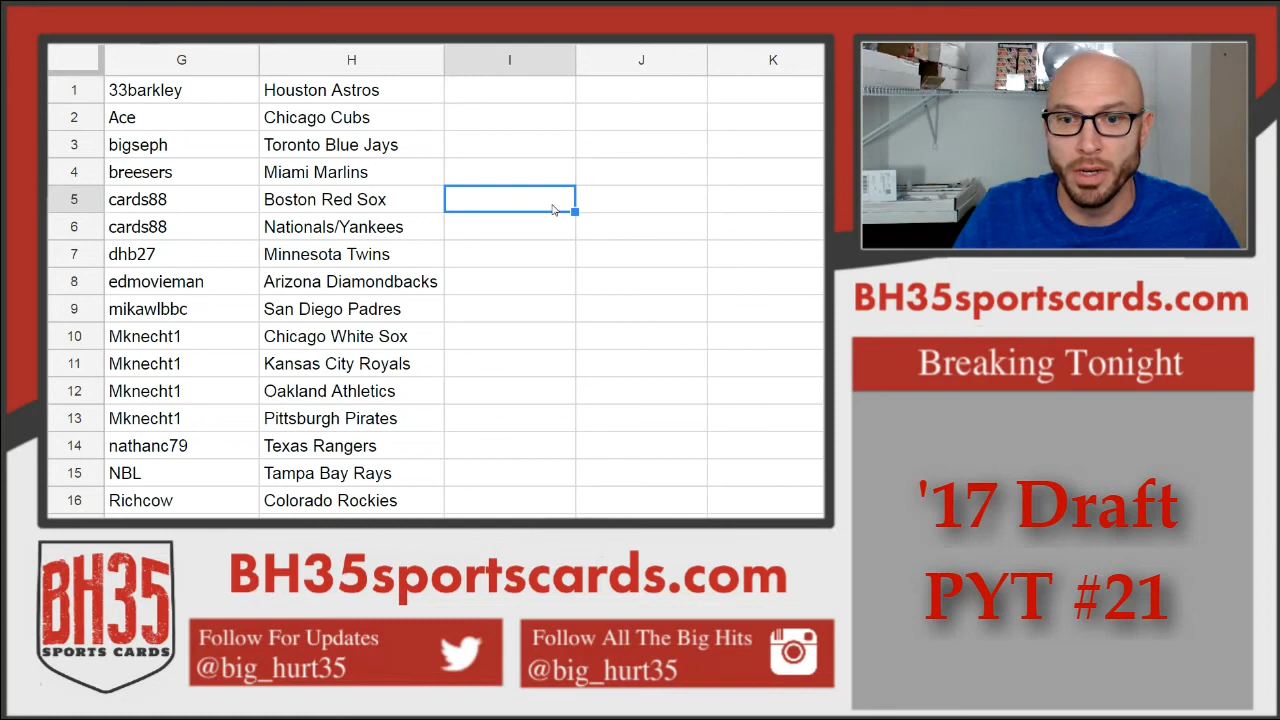 G H I J K
1 33barkley Houston Astros
2 Ace Chicago Cubs
3 bigseph Toronto Blue Jays
4 breesers Miami Marlins
5 cards88 Boston Red Sox
6 cards88 Nationals/Yankees
7 dhb27 Minnesota Twins
8 edmovieman Arizona Diamondbacks
9 mikawlbbc San Diego Padres
10 Mknecht1 Chicago White Sox
11 Mknecht1 Kansas City Royals
12 Mknecht1 Oakland Athletics
13 Mknecht1 Pittsburgh Pirates
14 nathanc79 Texas Rangers
15 NBL Tampa Bay Rays
16 Richcow Colorado Rockies
BH35sportscards.com
Breaking Tonight
'17 Draft
PYT #21
BH35
SPORTS CARDS
BH35sportscards.com
Follow For Updates
@big_hurt35
Follow All The Big Hits
@big_hurt35